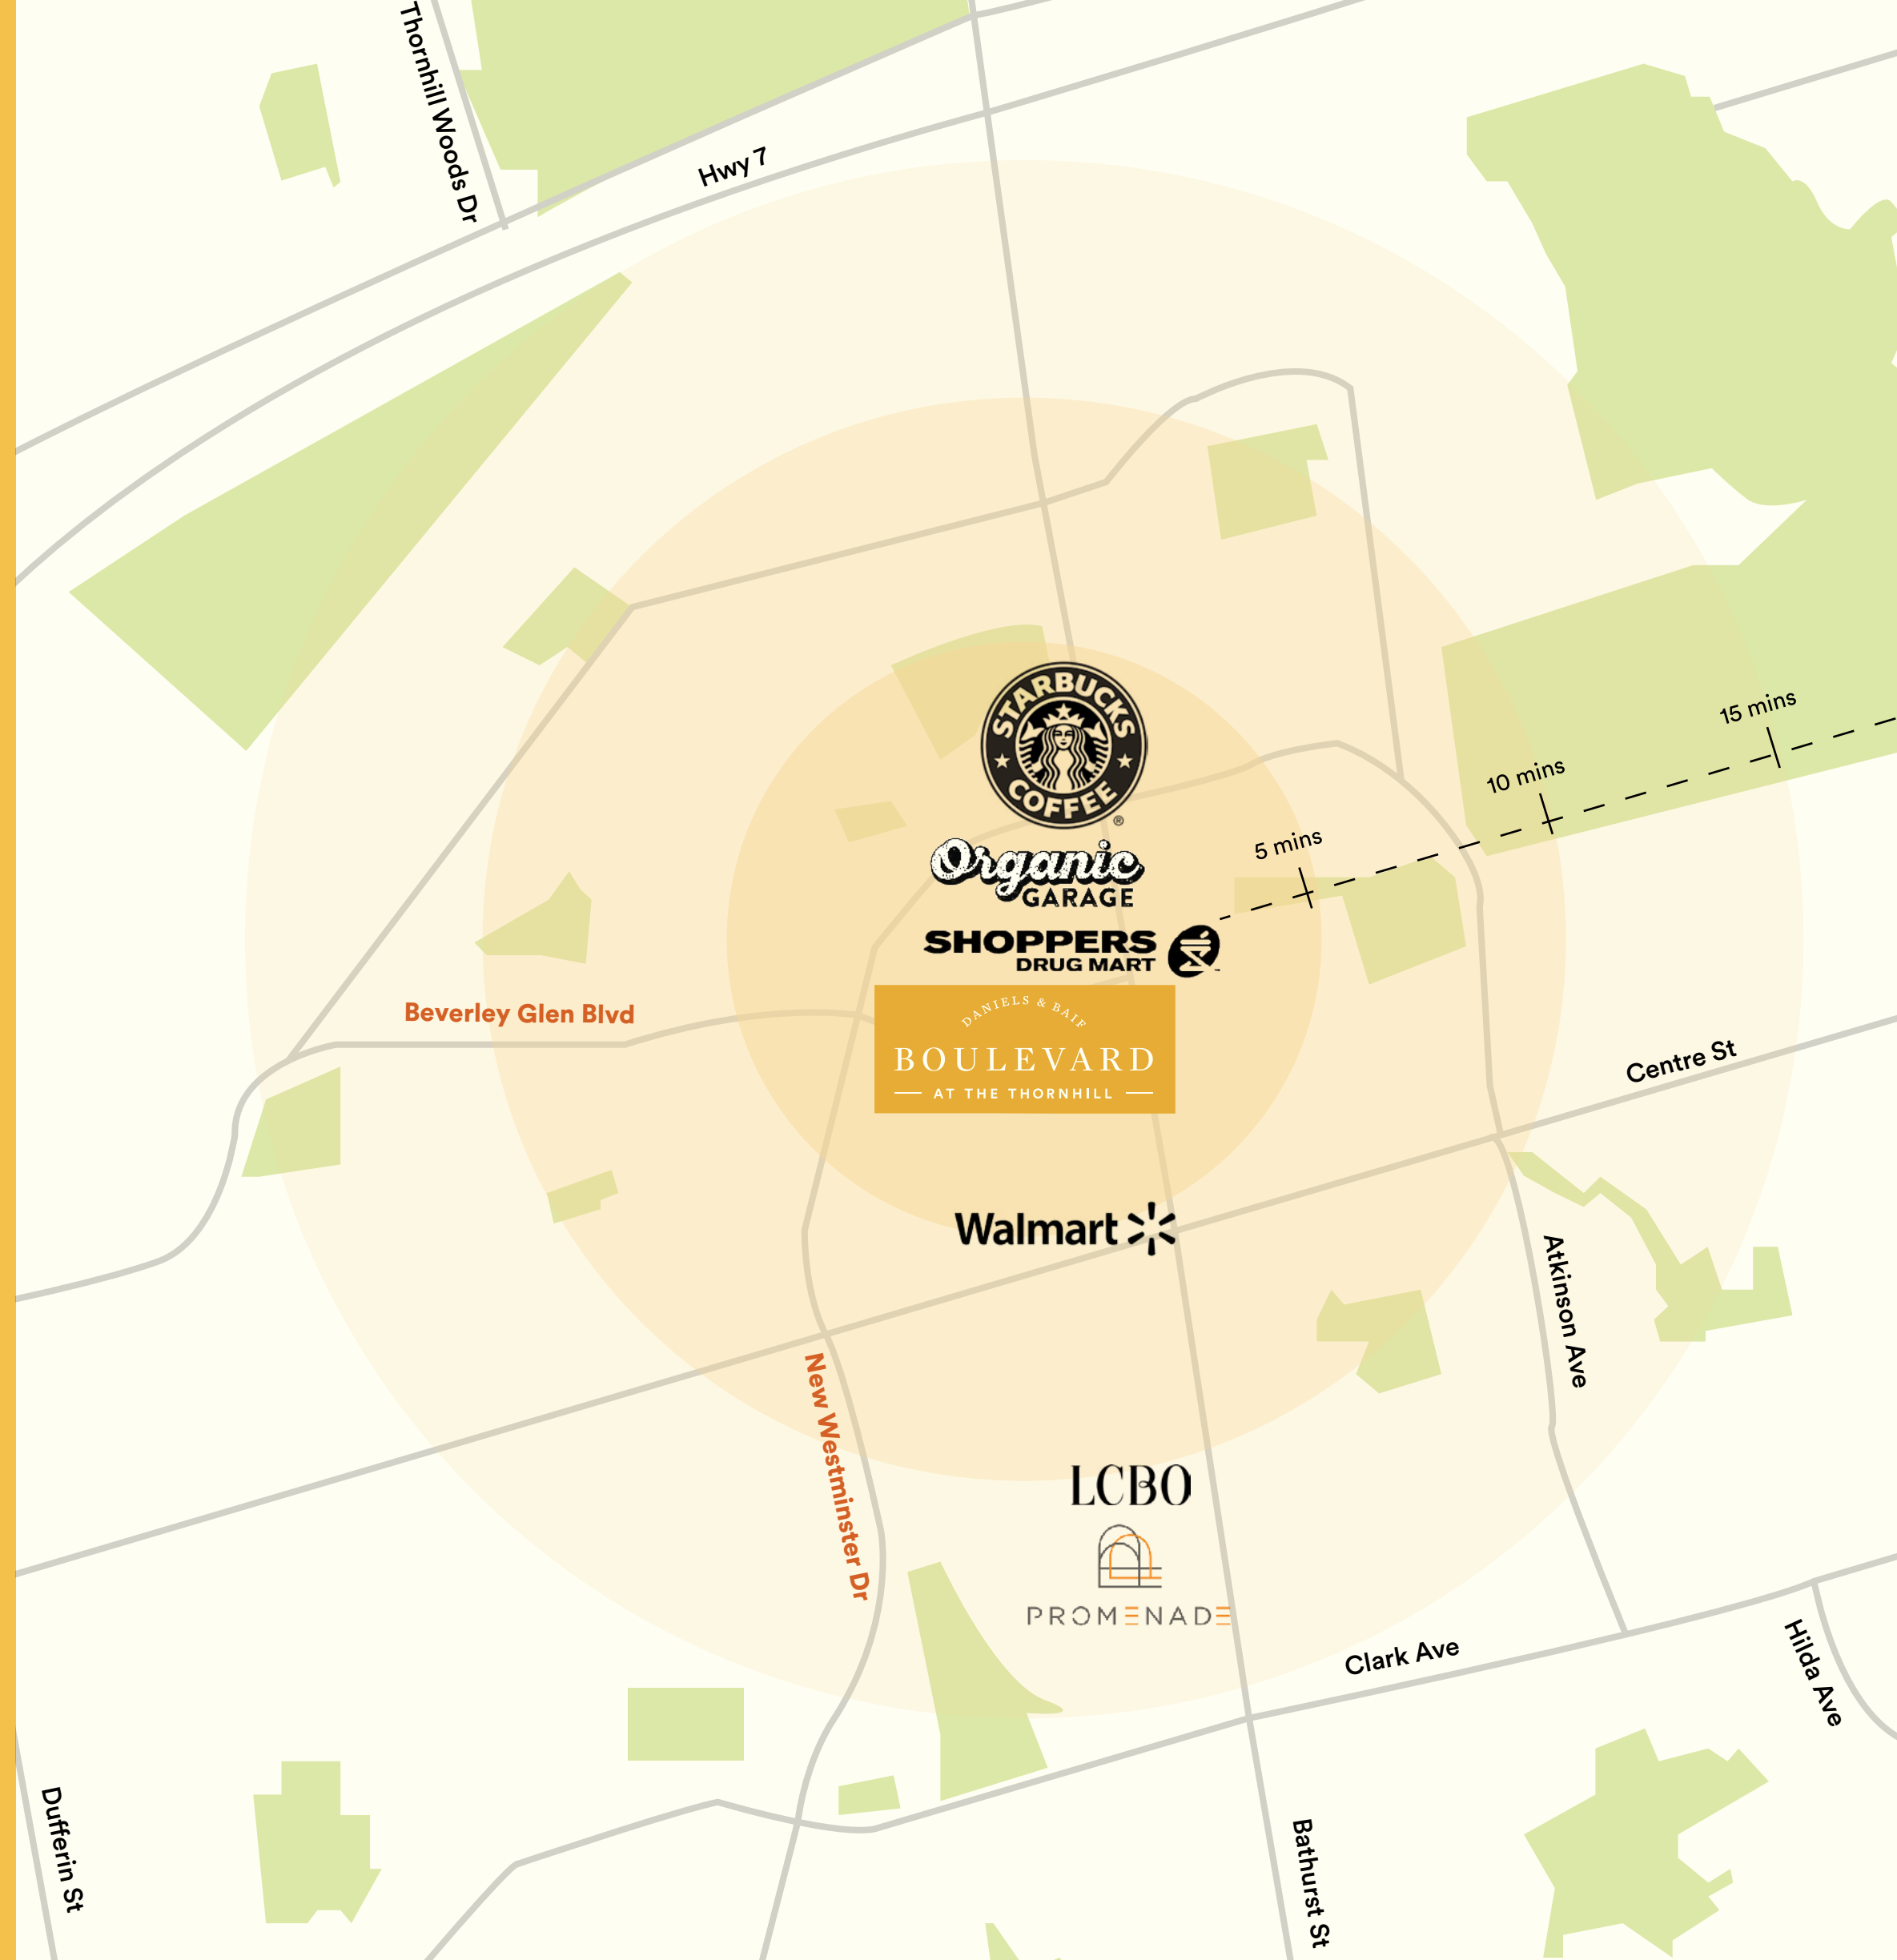 Thornhill Woods Dr
Hwy 7
STARBUCKS
COFFEE
®
15 mins
10 mins
5 mins
Organic
GARAGE
SHOPPERS
DRUG MART
™
Beverley Glen Blvd
DANIELS & BAIF
BOULEVARD
AT THE THORNHILL
Centre St
Walmart
Atkinson Ave
New Westminster Dr
LCBO
PROMENADE
Clark Ave
Hilda Ave
Dufferin St
Bathurst St